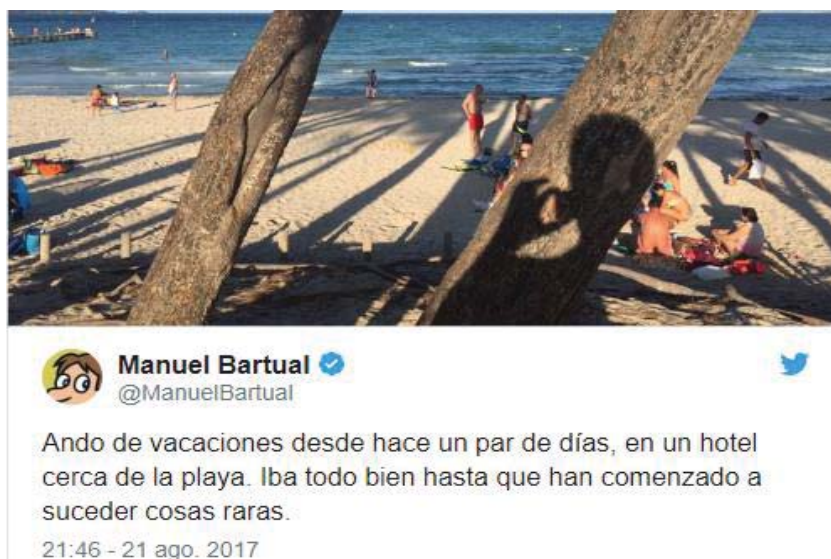 Manuel Bartual
@ManuelBartual
Ando de vacaciones desde hace un par de días, en un hotel
cerca de la playa. Iba todo bien hasta que han comenzado a
suceder cosas raras.
21:46 - 21 ago. 2017